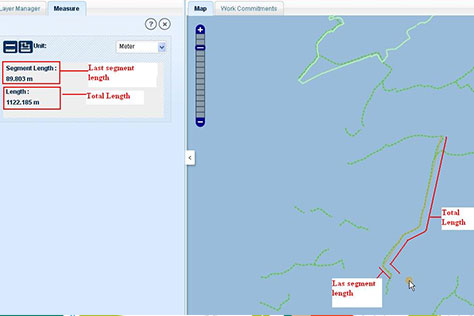 Layer Manager
Measure
Map
Work Commitments
Unit:
Meter
Segment Length :
89.803 m
Last segment
length
Length :
1122.185 m
Total Length
Total
Length
Las segment
length